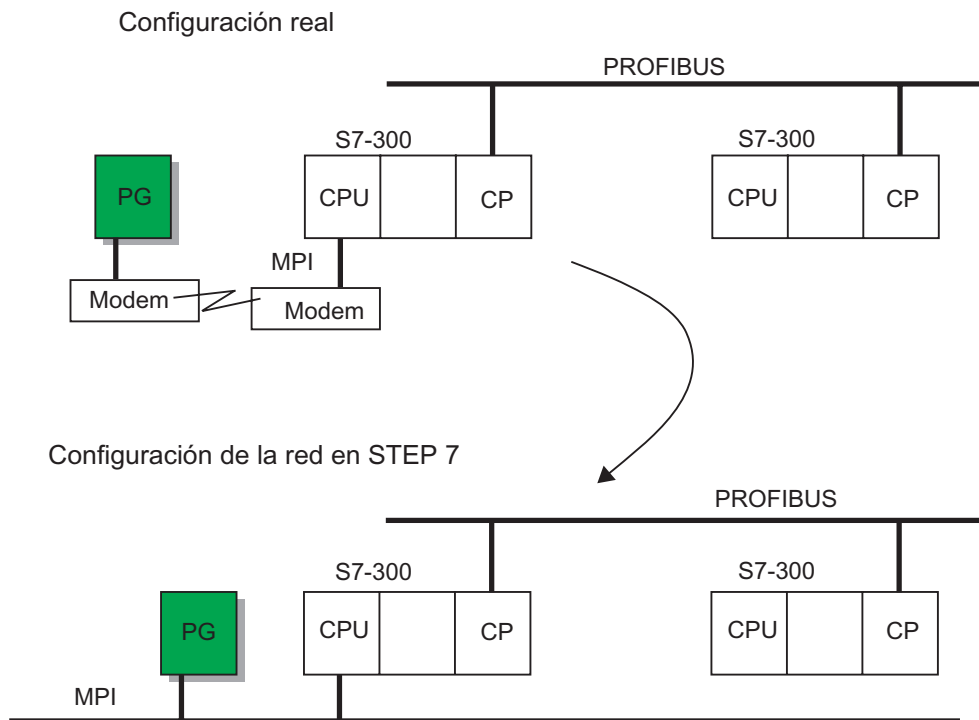 Configuración real
PROFIBUS
S7-300
S7-300
PG
CPU
CP
CPU
CP
MPI
Modem
Modem
Configuración de la red en STEP 7
PROFIBUS
S7-300
S7-300
PG
CPU
CP
CPU
CP
MPI